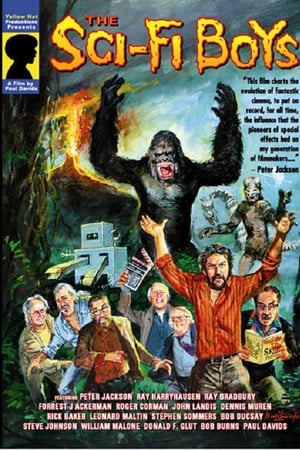 Yellow Hat
Productions
Presents
A Film by
Paul Davids
THE
SCI-FI BOYS
"This film charts the
evolution of fantastic
cinema, to put on
record, for all time,
the influence that the
pioneers of special
effects had on
my generation of
filmmakers....
~ Peter Jackson
FEATURING PETER JACKSON RAY HARRYHAUSEN RAY BRADBURY
FORREST J ACKERMAN ROGER CORMAN JOHN LANDIS DENNIS MUREN
RICK BAKER LEONARD MALTIN STEPHEN SOMMERS BOB DUCSAY
STEVE JOHNSON WILLIAM MALONE DONALD F. GLUT BOB BURNS PAUL DAVIDS